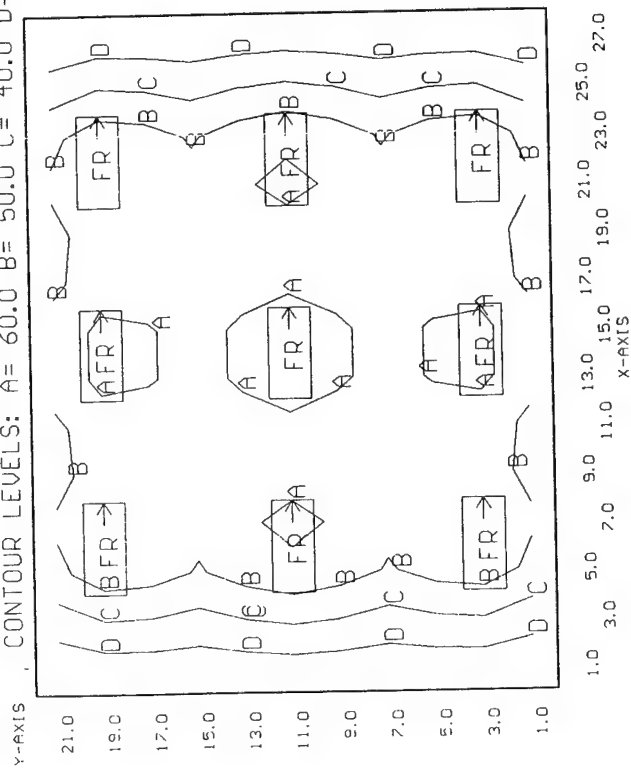 CONTOUR LEVELS: A= 60.0 B= 50.0 C= 40.0 D=
Y-AXIS
21.0
19.0
17.0
15.0
13.0
11.0
9.0
7.0
5.0
3.0
1.0
B B B
D C B FR A FR FR B C D
A B
B
D C B A A B D
FR A FR A A FR B
B A C
D C B B D
A B C
B FR A FR A FR
D C B B B D
1.0 3.0 5.0 7.0 9.0 11.0 13.0 15.0 17.0 19.0 21.0 23.0 25.0 27.0
X-AXIS